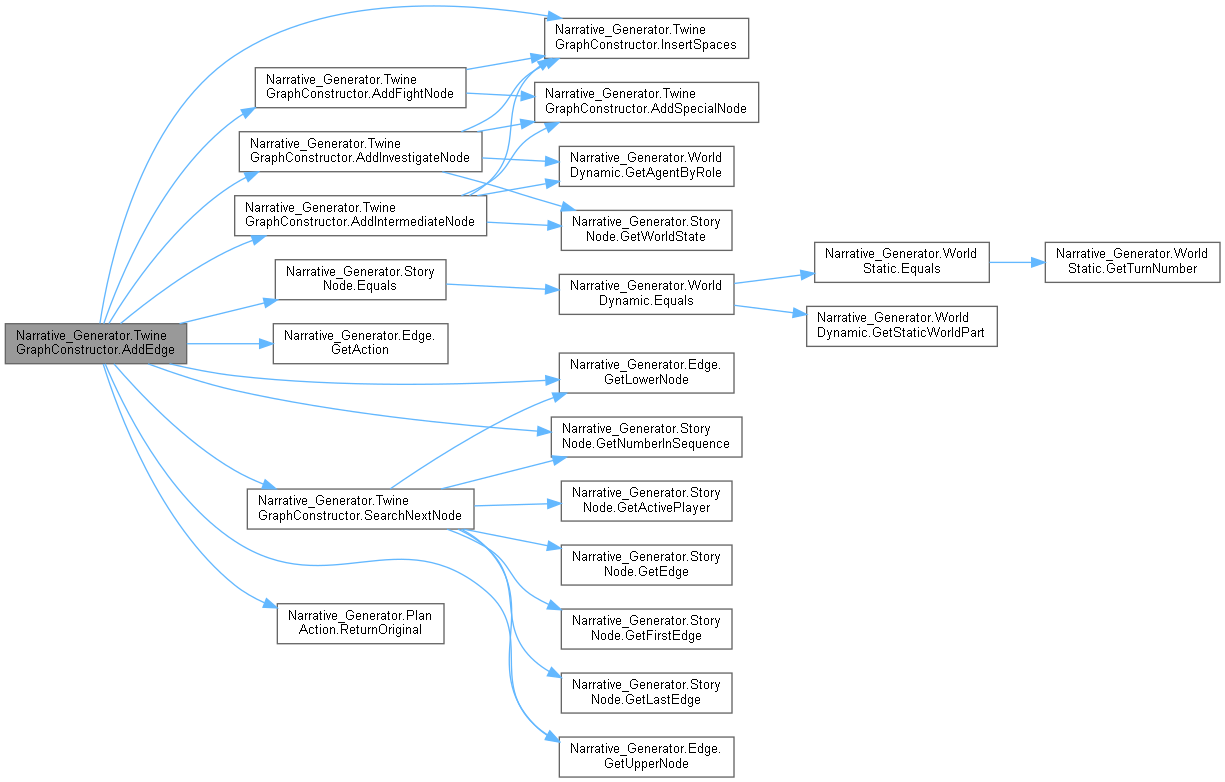 Narrative_Generator.Twine
GraphConstructor.InsertSpaces
Narrative_Generator.Twine
GraphConstructor.AddFightNode
Narrative_Generator.Twine
GraphConstructor.AddSpecialNode
Narrative_Generator.Twine
GraphConstructor.AddInvestigateNode
Narrative_Generator.World
Dynamic.GetAgentByRole
Narrative_Generator.Twine
GraphConstructor.AddIntermediateNode
Narrative_Generator.Story
Node.GetWorldState
Narrative_Generator.Story
Node.Equals
Narrative_Generator.World
Dynamic.Equals
Narrative_Generator.World
Static.Equals
Narrative_Generator.World
Static.GetTurnNumber
Narrative_Generator.World
Dynamic.GetStaticWorldPart
Narrative_Generator.Twine
GraphConstructor.AddEdge
Narrative_Generator.Edge.
GetAction
Narrative_Generator.Edge.
GetLowerNode
Narrative_Generator.Story
Node.GetNumberInSequence
Narrative_Generator.Twine
GraphConstructor.SearchNextNode
Narrative_Generator.Story
Node.GetActivePlayer
Narrative_Generator.Story
Node.GetEdge
Narrative_Generator.Plan
Action.ReturnOriginal
Narrative_Generator.Story
Node.GetFirstEdge
Narrative_Generator.Story
Node.GetLastEdge
Narrative_Generator.Edge.
GetUpperNode